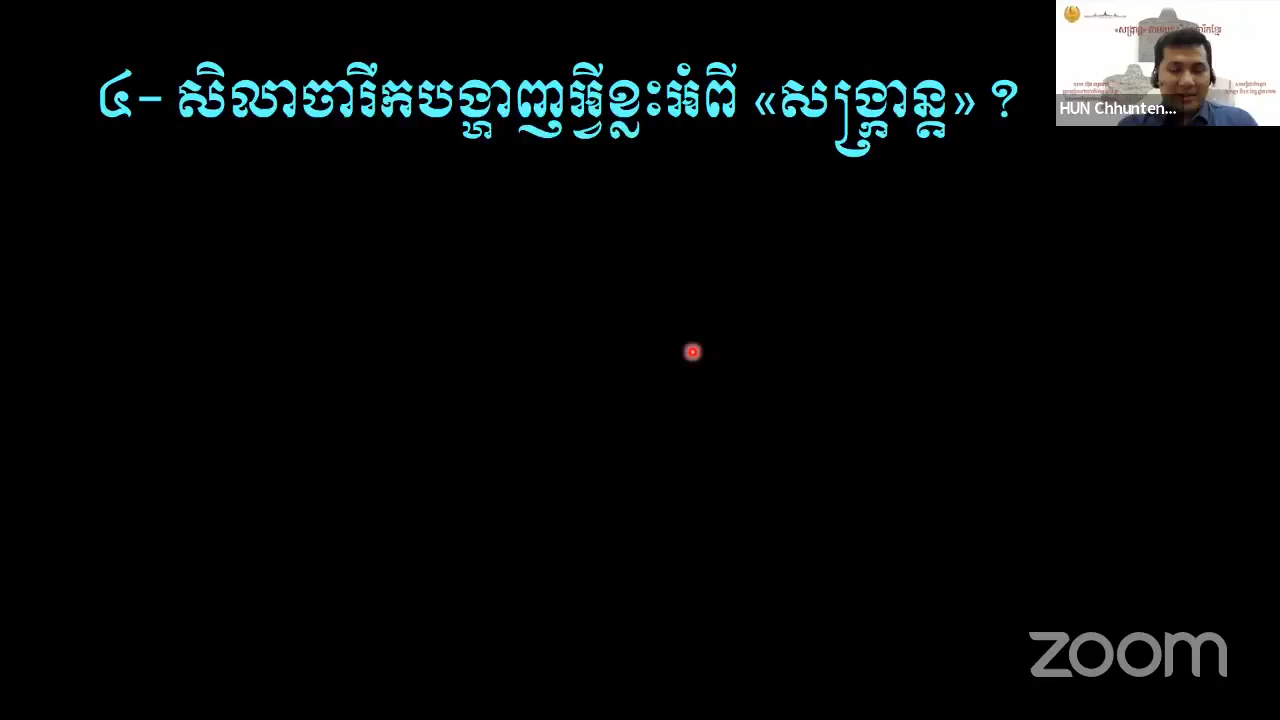 ៤- សិលាចារឹកបង្ហាញអ្វីខ្លះអំពី «សង្ក្រាន្ត» ?
HUN Chhunten...
zoom